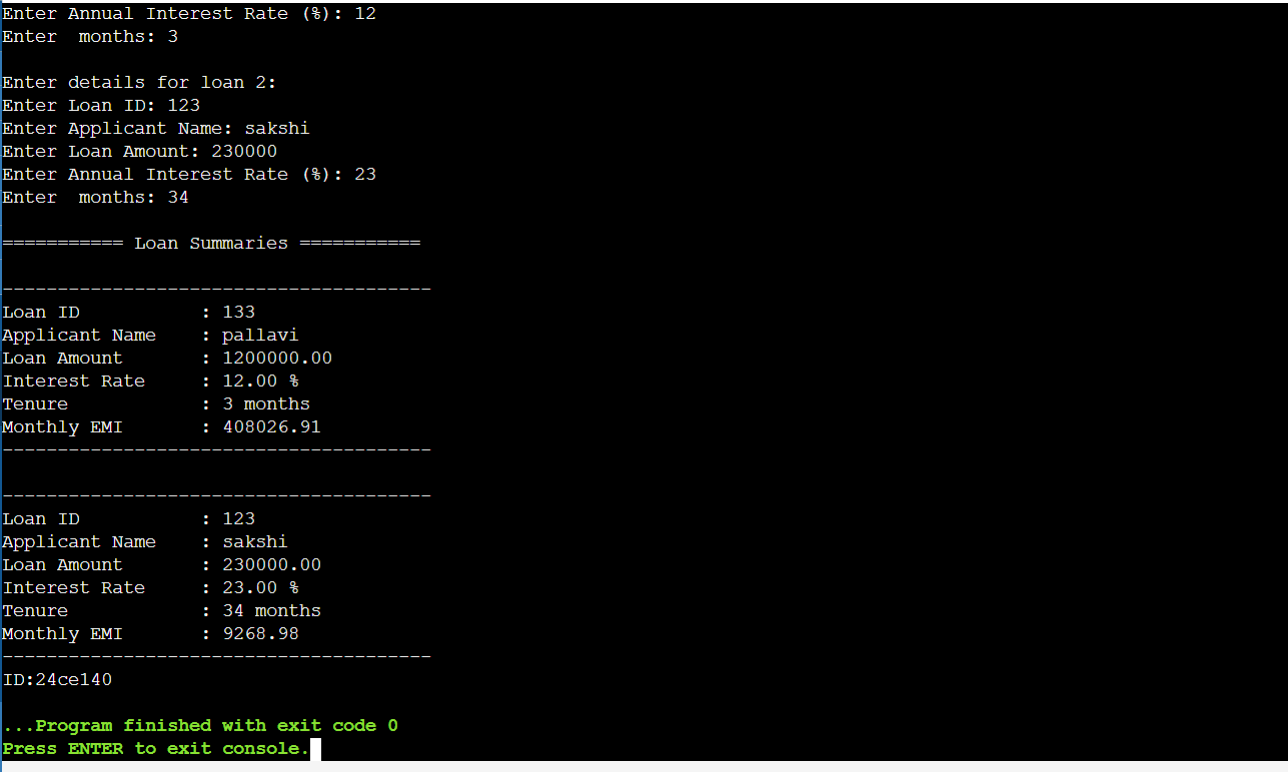 Enter Annual Interest Rate (%): 12
Enter  months: 3
Enter details for loan 2:
Enter Loan ID: 123
Enter Applicant Name: sakshi
Enter Loan Amount: 230000
Enter Annual Interest Rate (%): 23
Enter  months: 34
=========== Loan Summaries ===========
---------------------------------------
Loan ID           : 133
Applicant Name    : pallavi
Loan Amount       : 1200000.00
Interest Rate     : 12.00 %
Tenure            : 3 months
Monthly EMI       : 408026.91
---------------------------------------
---------------------------------------
Loan ID           : 123
Applicant Name    : sakshi
Loan Amount       : 230000.00
Interest Rate     : 23.00 %
Tenure            : 34 months
Monthly EMI       : 9268.98
---------------------------------------
ID:24ce140
...Program finished with exit code 0
Press ENTER to exit console.